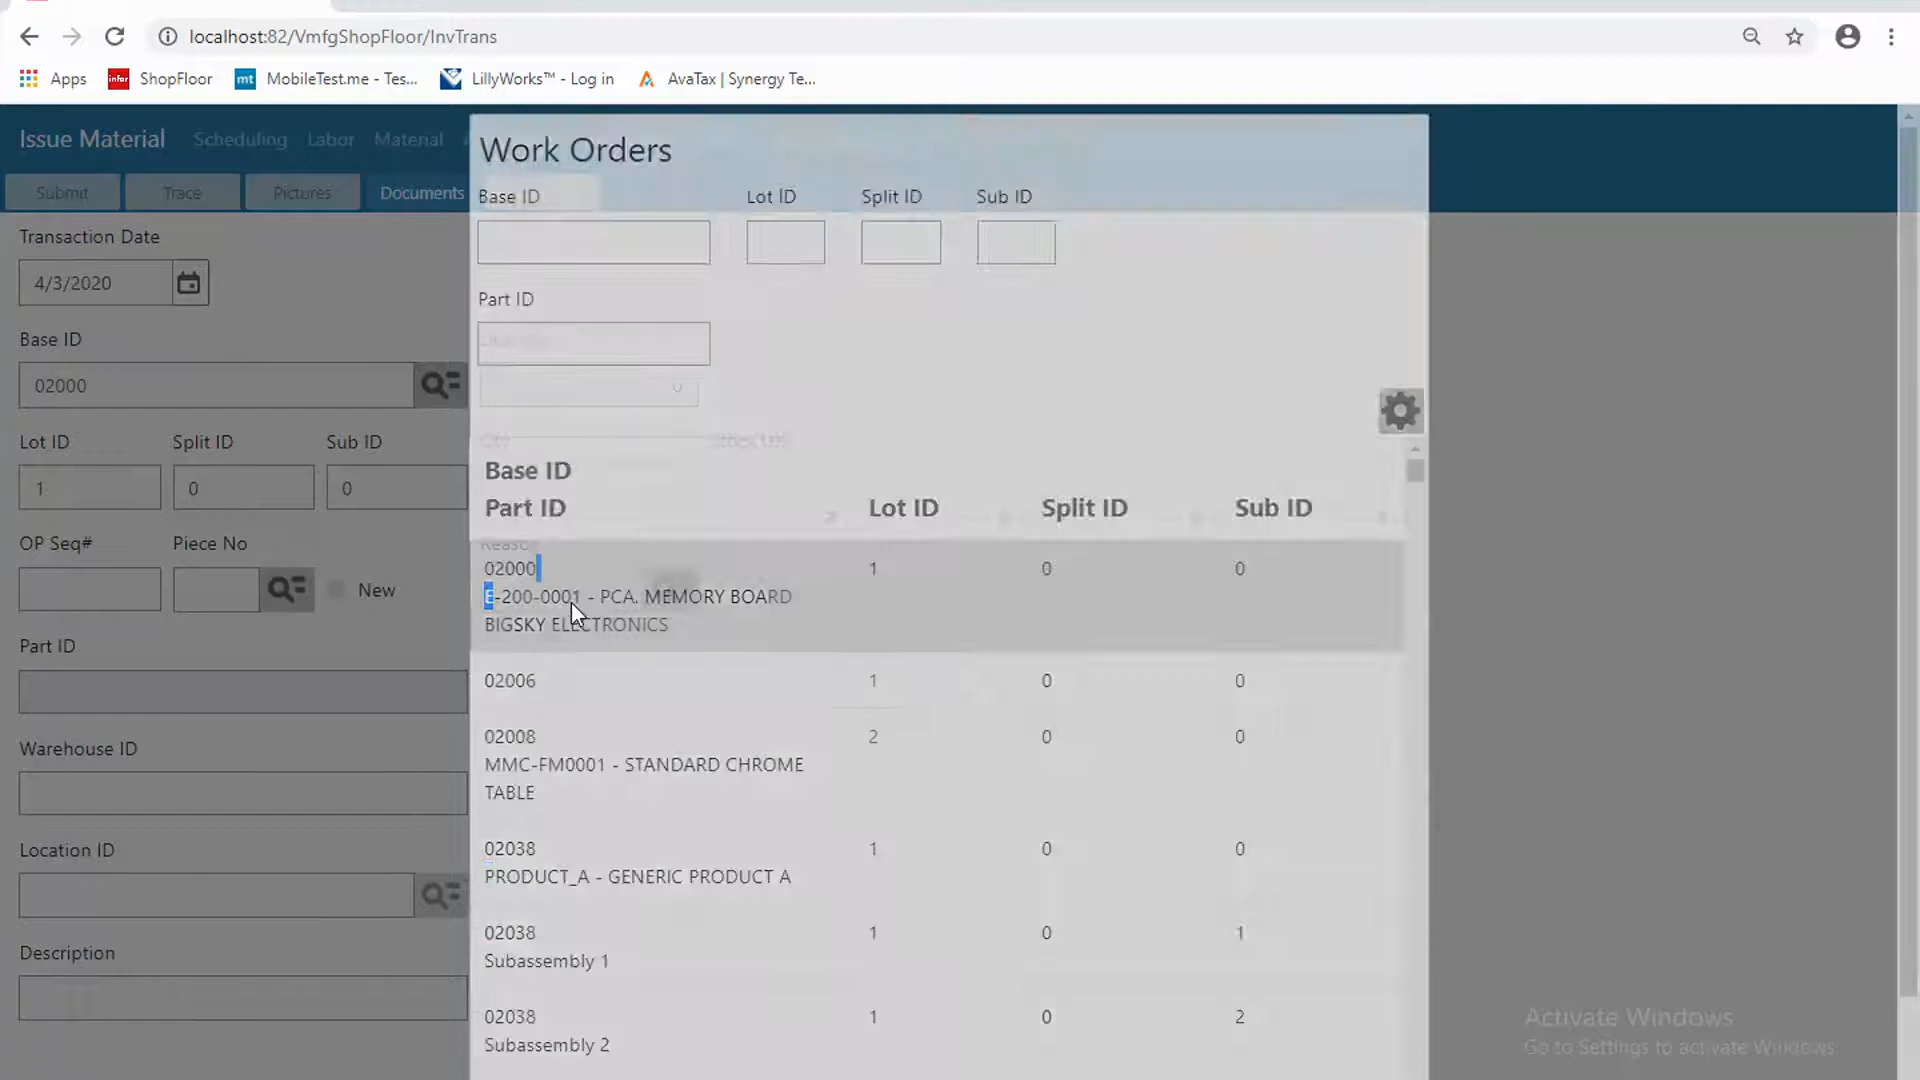 localhost:82/VmfgShopFloor/InvTrans
Apps
infor
ShopFloor
mt
MobileTest.me - Tes...
LillyWorks™ - Log in
AvaTax | Synergy Te...
Issue Material
Scheduling
Labor
Material
Submit
Trace
Pictures
Documents
Transaction Date
4/3/2020
Base ID
02000
Lot ID
Split ID
Sub ID
1
0
0
OP Seq#
Piece No
New
Part ID
Warehouse ID
Location ID
Description
Work Orders
Base ID
Lot ID
Split ID
Sub ID
Part ID
Qty
Base ID
Part ID
Lot ID
Split ID
Sub ID
02000
1
0
0
E-200-0001 - PCA. MEMORY BOARD
BIGSKY ELECTRONICS
02006
1
0
0
02008
2
0
0
MMC-FM0001 - STANDARD CHROME
TABLE
02038
1
0
0
PRODUCT_A - GENERIC PRODUCT A
02038
1
0
1
Subassembly 1
02038
1
0
2
Subassembly 2
Activate Windows
Go to Settings to activate Windows.